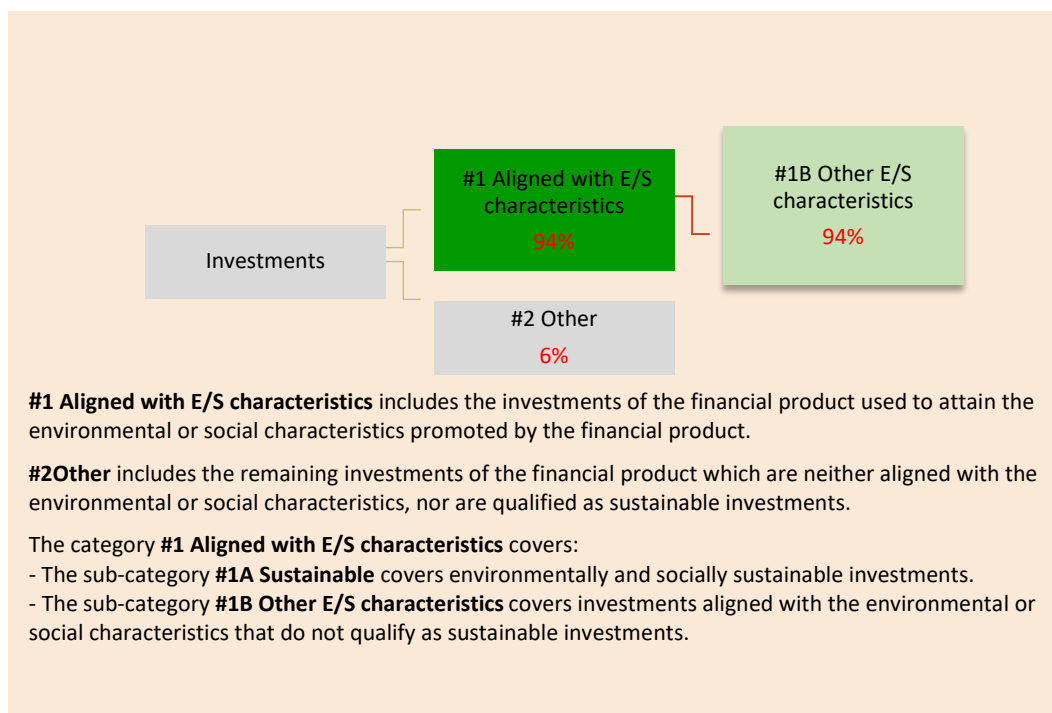 #1 Aligned with E/S
characteristics
94%
#1B Other E/S
characteristics
94%
Investments
#2 Other
6%
#1 Aligned with E/S characteristics includes the investments of the financial product used to attain the
environmental or social characteristics promoted by the financial product.
#2Other includes the remaining investments of the financial product which are neither aligned with the
environmental or social characteristics, nor are qualified as sustainable investments.
The category #1 Aligned with E/S characteristics covers:
- The sub-category #1A Sustainable covers environmentally and socially sustainable investments.
- The sub-category #1B Other E/S characteristics covers investments aligned with the environmental or
social characteristics that do not qualify as sustainable investments.